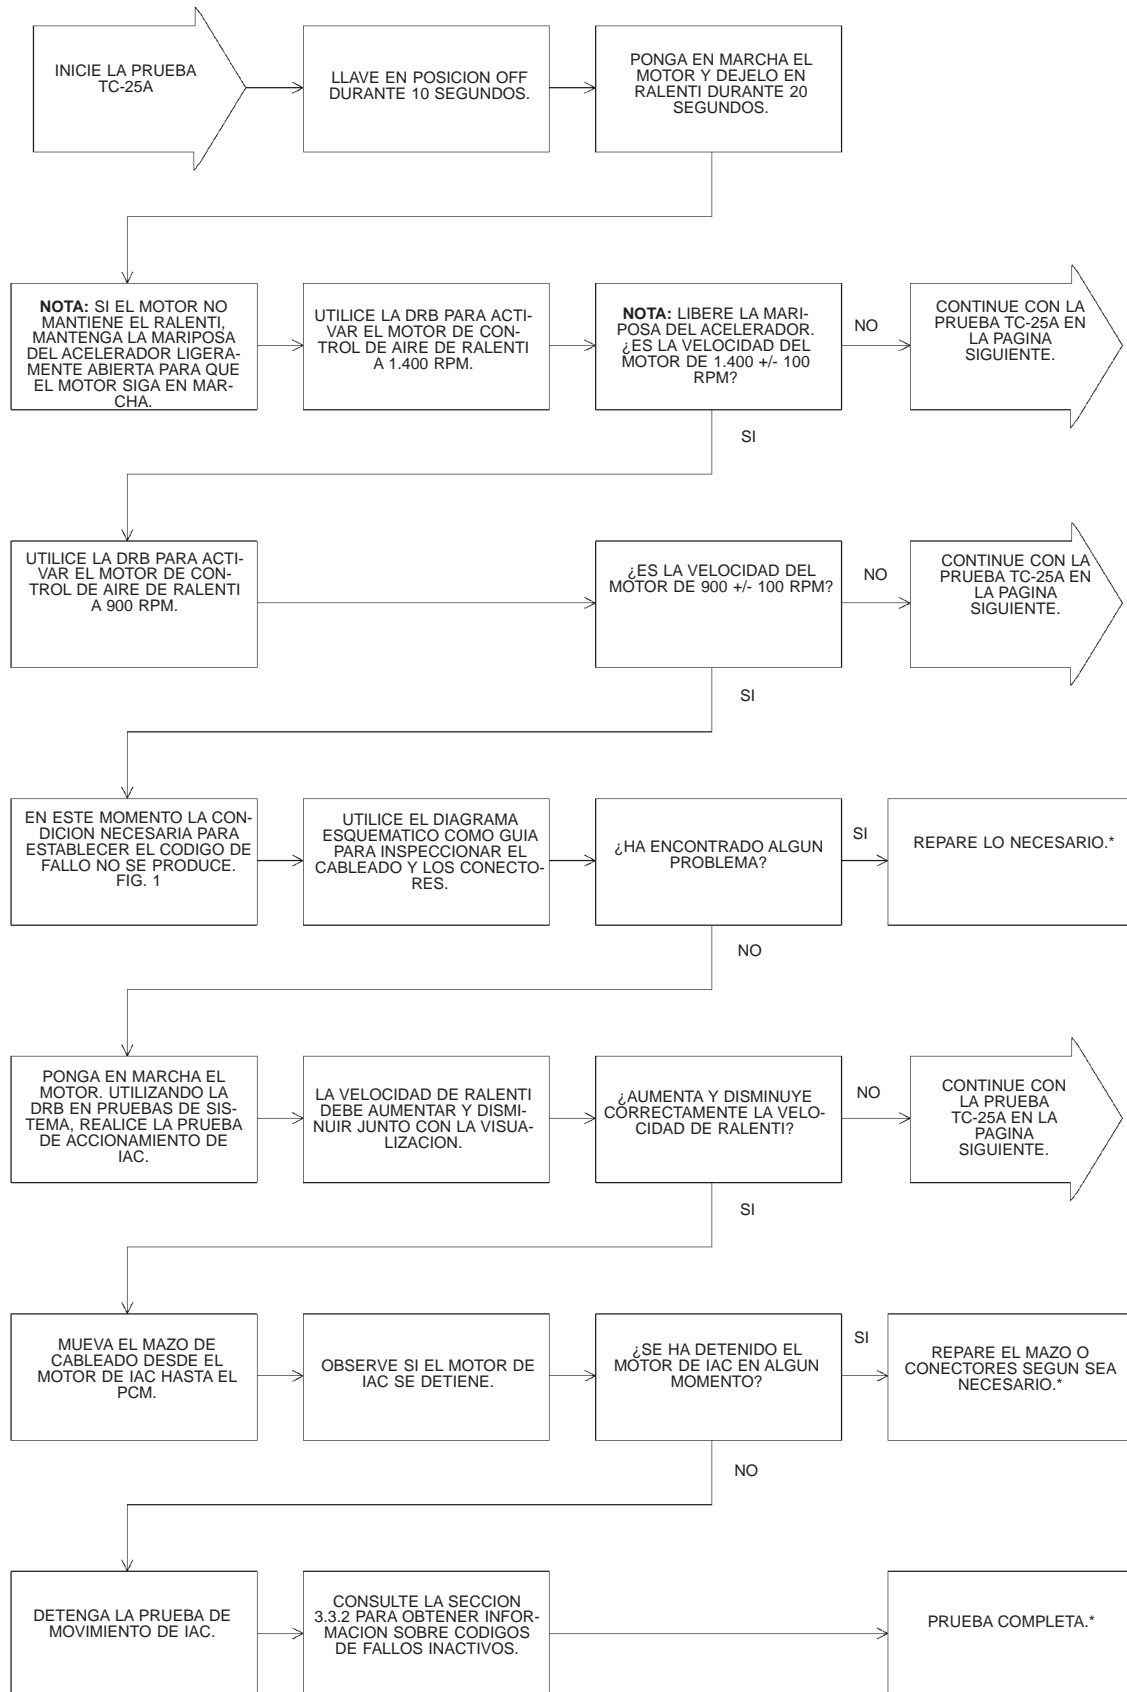 INICIE LA PRUEBA
TC-25A
LLAVE EN POSICION OFF
DURANTE 10 SEGUNDOS.
PONGA EN MARCHA EL
MOTOR Y DEJELO EN
RALENTI DURANTE 20
SEGUNDOS.
NOTA: SI EL MOTOR NO
MANTIENE EL RALENTI,
MANTENGA LA MARIPOSA
DEL ACELERADOR LIGERA-
MENTE ABIERTA PARA QUE
EL MOTOR SIGA EN MAR-
CHA.
UTILICE LA DRB PARA ACTI-
VAR EL MOTOR DE CON-
TROL DE AIRE DE RALENTI
A 1.400 RPM.
NOTA: LIBERE LA MARI-
POSA DEL ACELERADOR.
¿ES LA VELOCIDAD DEL
MOTOR DE 1.400 +/- 100
RPM?
NO
CONTINUE CON LA
PRUEBA TC-25A EN
LA PAGINA
SIGUIENTE.
SI
UTILICE LA DRB PARA ACTI-
VAR EL MOTOR DE CON-
TROL DE AIRE DE RALENTI
A 900 RPM.
¿ES LA VELOCIDAD DEL
MOTOR DE 900 +/- 100 RPM?
NO
CONTINUE CON LA
PRUEBA TC-25A EN
LA PAGINA
SIGUIENTE.
SI
EN ESTE MOMENTO LA CON-
DICION NECESARIA PARA
ESTABLECER EL CODIGO DE
FALLO NO SE PRODUCE.
FIG. 1
UTILICE EL DIAGRAMA
ESQUEMATICO COMO GUIA
PARA INSPECCIONAR EL
CABLEADO Y LOS CONECTO-
RES.
¿HA ENCONTRADO ALGUN
PROBLEMA?
SI
REPARE LO NECESARIO.*
NO
PONGA EN MARCHA EL
MOTOR. UTILIZANDO LA
DRB EN PRUEBAS DE SIS-
TEMA, REALICE LA PRUEBA
DE ACCIONAMIENTO DE
IAC.
LA VELOCIDAD DE RALENTI
DEBE AUMENTAR Y DISMI-
NUIR JUNTO CON LA VISUA-
LIZACION.
¿AUMENTA Y DISMINUYE
CORRECTAMENTE LA VELO-
CIDAD DE RALENTI?
NO
CONTINUE CON
LA PRUEBA
TC-25A EN LA
PAGINA
SIGUIENTE.
SI
MUEVA EL MAZO DE
CABLEADO DESDE EL
MOTOR DE IAC HASTA EL
PCM.
OBSERVE SI EL MOTOR DE
IAC SE DETIENE.
¿SE HA DETENIDO EL
MOTOR DE IAC EN ALGUN
MOMENTO?
SI
REPARE EL MAZO O
CONECTORES SEGUN SEA
NECESARIO.*
NO
DETENGA LA PRUEBA DE
MOVIMIENTO DE IAC.
CONSULTE LA SECCION
3.3.2 PARA OBTENER INFOR-
MACION SOBRE CODIGOS
DE FALLOS INACTIVOS.
PRUEBA COMPLETA.*